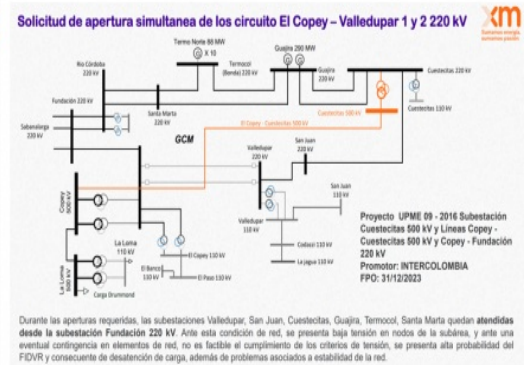 Solicitud de apertura simultanea de los circuito El Copey – Valledupar 1 y 2 220 kV
xm
Termo Norte 88 MW
X 10
Guajira 290 MW
Río Córdoba
220 kV
Termocol
(Bonda) 220 kV
Guajira
220 kV
Cuestecitas 220 kV
Fundación 220 kV
Santa Marta
220 kV
Cuestecitas 500 kV
Cuestecitas 110 kV
Sabanalarga
220 kV
El Copey - Cuestecitas 500 kV
GCM
Valledupar
220 kV
San Juan
220 kV
San Juan
110 kV
Copey
500 kV
Valledupar
110 kV
La Loma
110 kV
El Copey 110 kV
Codazzi 110 kV
El Banco
110 kV
El Paso 110 kV
La Jagua 110 kV
La Loma
500 kV
Carga Drummond
Proyecto UPME 09 - 2016 Subestación
Cuestecitas 500 kV y Líneas Copey -
Cuestecitas 500 kV y Copey - Fundación
220 kV
Promotor: INTERCOLOMBIA
FPO: 31/12/2023
Durante las aperturas requeridas, las subestaciones Valledupar, San Juan, Cuestecitas, Guajira, Termocol, Santa Marta quedan atendidas
desde la subestación Fundación 220 kV. Ante esta condición de red, se presenta baja tensión en nodos de la subárea, y ante una
eventual contingencia en elementos de red, no es factible el cumplimiento de los criterios de tensión, se presenta alta probabilidad del
FIDVR y consecuente de desatención de carga, además de problemas asociados a estabilidad de la red.